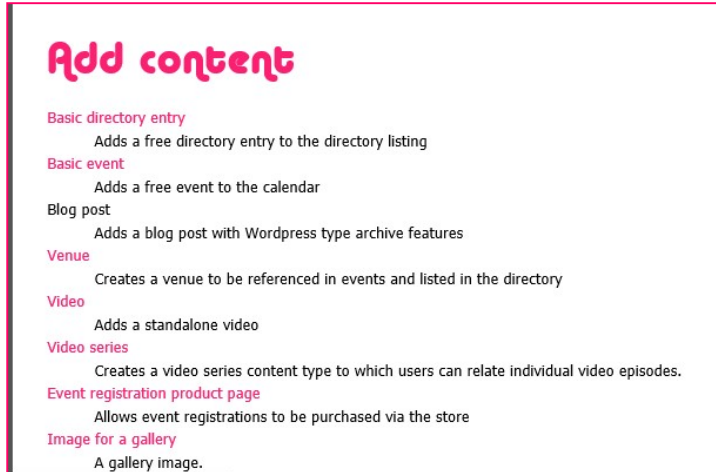 Add content
Basic directory entry
Adds a free directory entry to the directory listing
Basic event
Adds a free event to the calendar
Blog post
Adds a blog post with Wordpress type archive features
Venue
Creates a venue to be referenced in events and listed in the directory
Video
Adds a standalone video
Video series
Creates a video series content type to which users can relate individual video episodes.
Event registration product page
Allows event registrations to be purchased via the store
Image for a gallery
A gallery image.